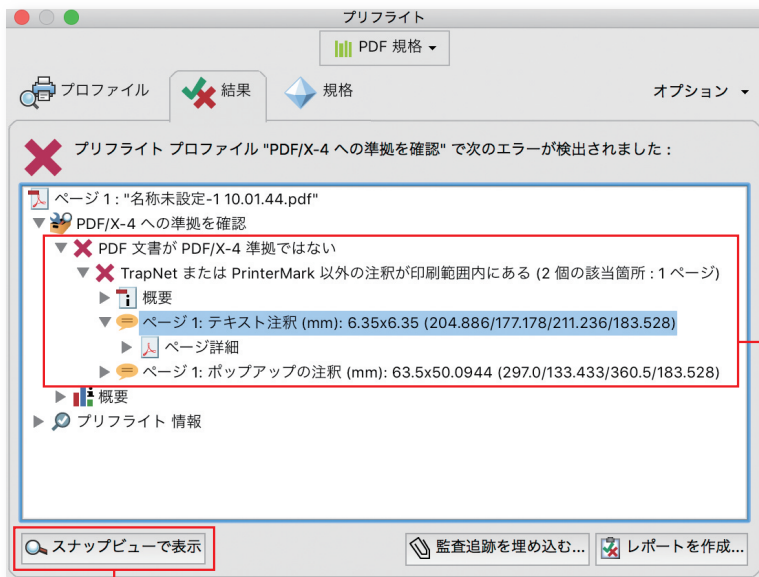 プリフライト
PDF 規格
プロファイル 結果 規格 オプション
プリフライト プロファイル "PDF/X-4 への準拠を確認" で次のエラーが検出されました :
ページ 1 : "名称未設定-1 10.01.44.pdf"
PDF/X-4 への準拠を確認
PDF 文書が PDF/X-4 準拠ではない
TrapNet または PrinterMark 以外の注釈が印刷範囲内にある (2 個の該当箇所 : 1 ページ)
概要
ページ 1: テキスト注釈 (mm): 6.35x6.35 (204.886/177.178/211.236/183.528)
ページ詳細
ページ 1: ポップアップの注釈 (mm): 63.5x50.0944 (297.0/133.433/360.5/183.528)
概要
プリフライト 情報
スナップビューで表示 監査追跡を埋め込む... レポートを作成...